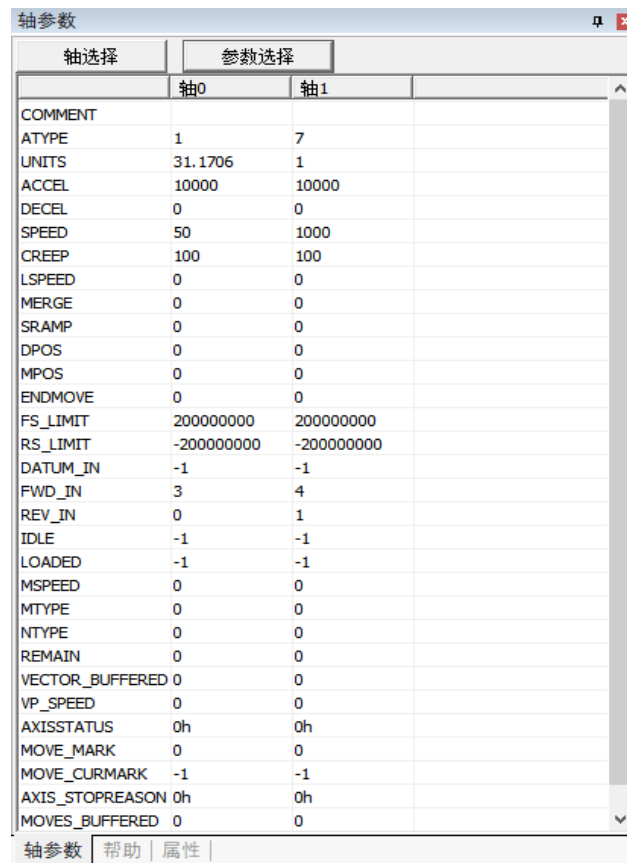 轴参数
轴选择 参数选择
轴0 轴1
COMMENT
ATYPE 1 7
UNITS 31.1706 1
ACCEL 10000 10000
DECEL 0 0
SPEED 50 1000
CREEP 100 100
LSPEED 0 0
MERGE 0 0
SRAMP 0 0
DPOS 0 0
MPOS 0 0
ENDMOVE 0 0
FS_LIMIT 200000000 200000000
RS_LIMIT -200000000 -200000000
DATUM_IN -1 -1
FWD_IN 3 4
REV_IN 0 1
IDLE -1 -1
LOADED -1 -1
MSPEED 0 0
MTYPE 0 0
NTYPE 0 0
REMAIN 0 0
VECTOR_BUFFERED 0 0
VP_SPEED 0 0
AXISSTATUS 0h 0h
MOVE_MARK 0 0
MOVE_CURMARK -1 -1
AXIS_STOPREASON 0h 0h
MOVES_BUFFERED 0 0
轴参数 帮助 属性